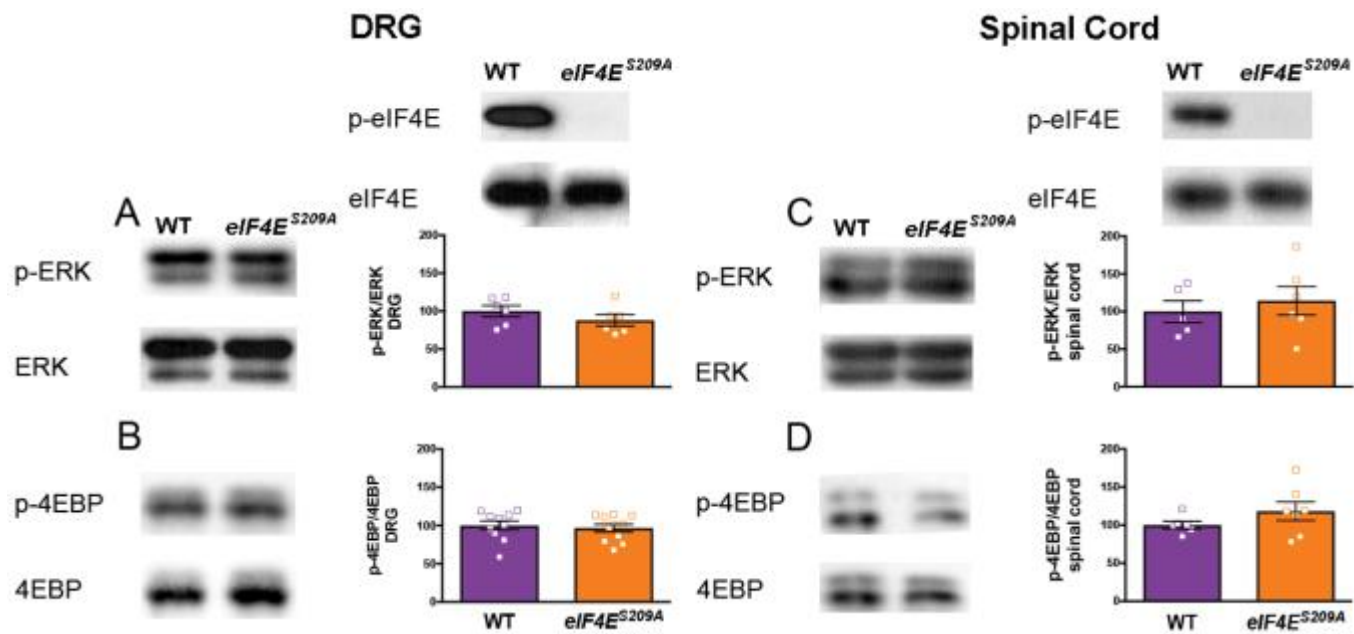 DRG
Spinal Cord
WT eIF4E^S209A
p-eIF4E
eIF4E
WT eIF4E^S209A
p-eIF4E
eIF4E
A
WT eIF4E^S209A
p-ERK
ERK
200
150
100
50
0
p-ERK/ERK
DRG
C
WT eIF4E^S209A
p-ERK
ERK
200
150
100
50
0
p-ERK/ERK
spinal cord
B
p-4EBP
4EBP
200
150
100
50
0
p-4EBP/4EBP
DRG
WT eIF4E^S209A
D
p-4EBP
4EBP
200
150
100
50
0
p-4EBP/4EBP
spinal cord
WT eIF4E^S209A